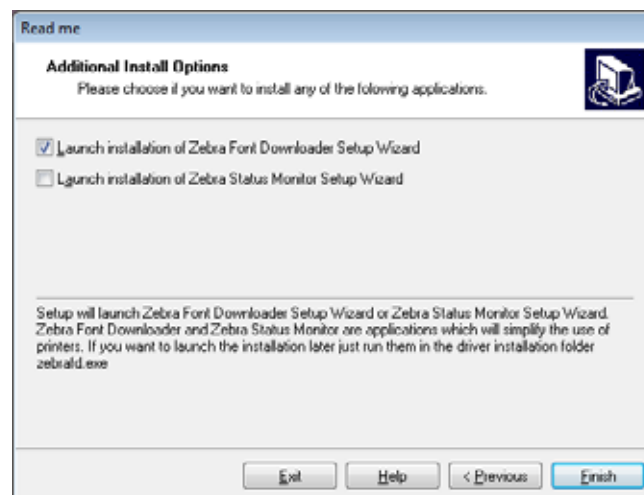 Read me
Additional Install Options
Please choose if you want to install any of the following applications.
Launch installation of Zebra Font Downloader Setup Wizard
Launch installation of Zebra Status Monitor Setup Wizard
Setup will launch Zebra Font Downloader Setup Wizard or Zebra Status Monitor Setup Wizard.
Zebra Font Downloader and Zebra Status Monitor are applications which will simplify the use of
printers. If you want to launch the installation later just run them in the driver installation folder
zebrafd.exe
Exit
Help
< Previous
Finish